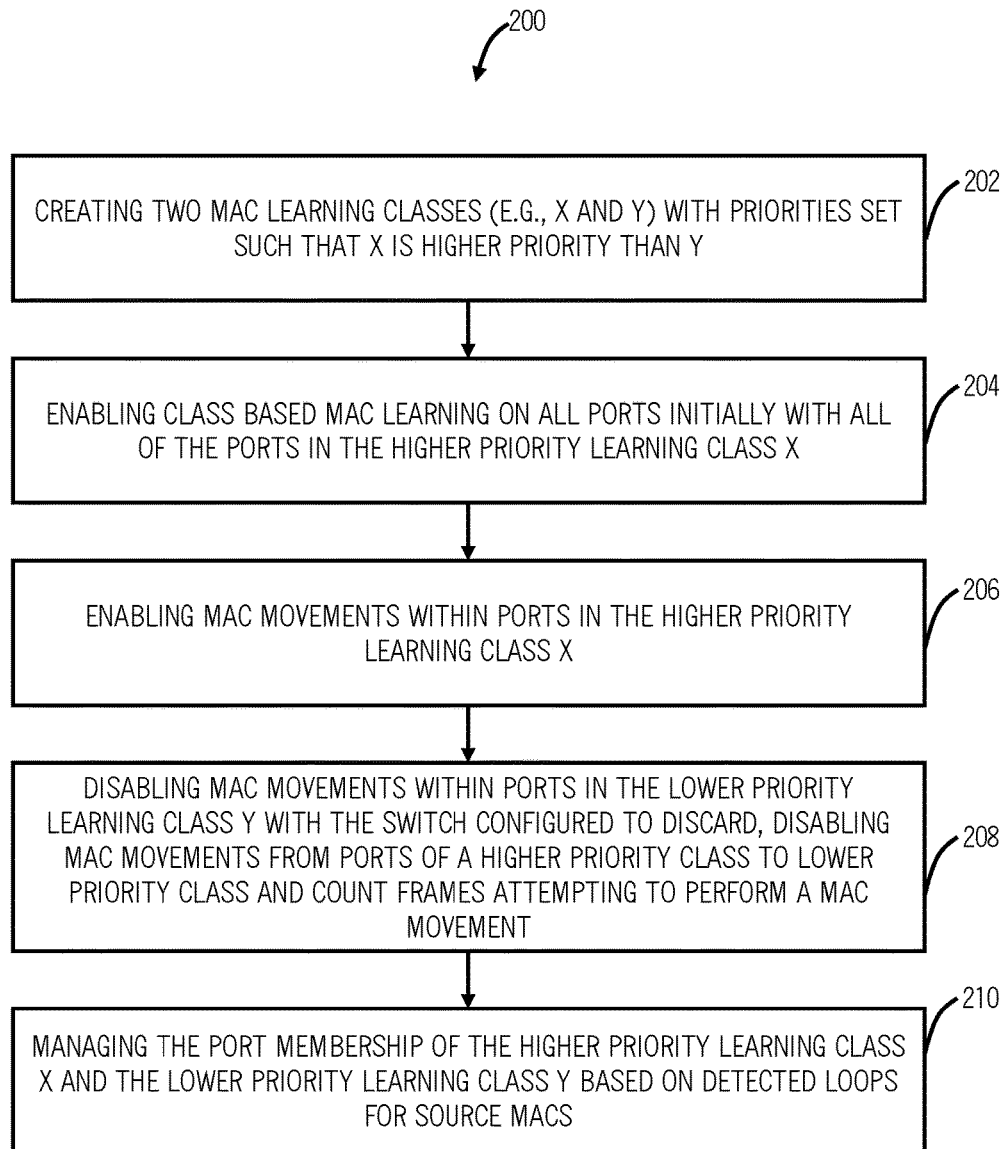 200
CREATING TWO MAC LEARNING CLASSES (E.G., X AND Y) WITH PRIORITIES SET
SUCH THAT X IS HIGHER PRIORITY THAN Y
202
ENABLING CLASS BASED MAC LEARNING ON ALL PORTS INITIALLY WITH ALL
OF THE PORTS IN THE HIGHER PRIORITY LEARNING CLASS X
204
ENABLING MAC MOVEMENTS WITHIN PORTS IN THE HIGHER PRIORITY
LEARNING CLASS X
206
DISABLING MAC MOVEMENTS WITHIN PORTS IN THE LOWER PRIORITY
LEARNING CLASS Y WITH THE SWITCH CONFIGURED TO DISCARD, DISABLING
MAC MOVEMENTS FROM PORTS OF A HIGHER PRIORITY CLASS TO LOWER
PRIORITY CLASS AND COUNT FRAMES ATTEMPTING TO PERFORM A MAC
MOVEMENT
208
MANAGING THE PORT MEMBERSHIP OF THE HIGHER PRIORITY LEARNING CLASS
X AND THE LOWER PRIORITY LEARNING CLASS Y BASED ON DETECTED LOOPS
FOR SOURCE MACS
210